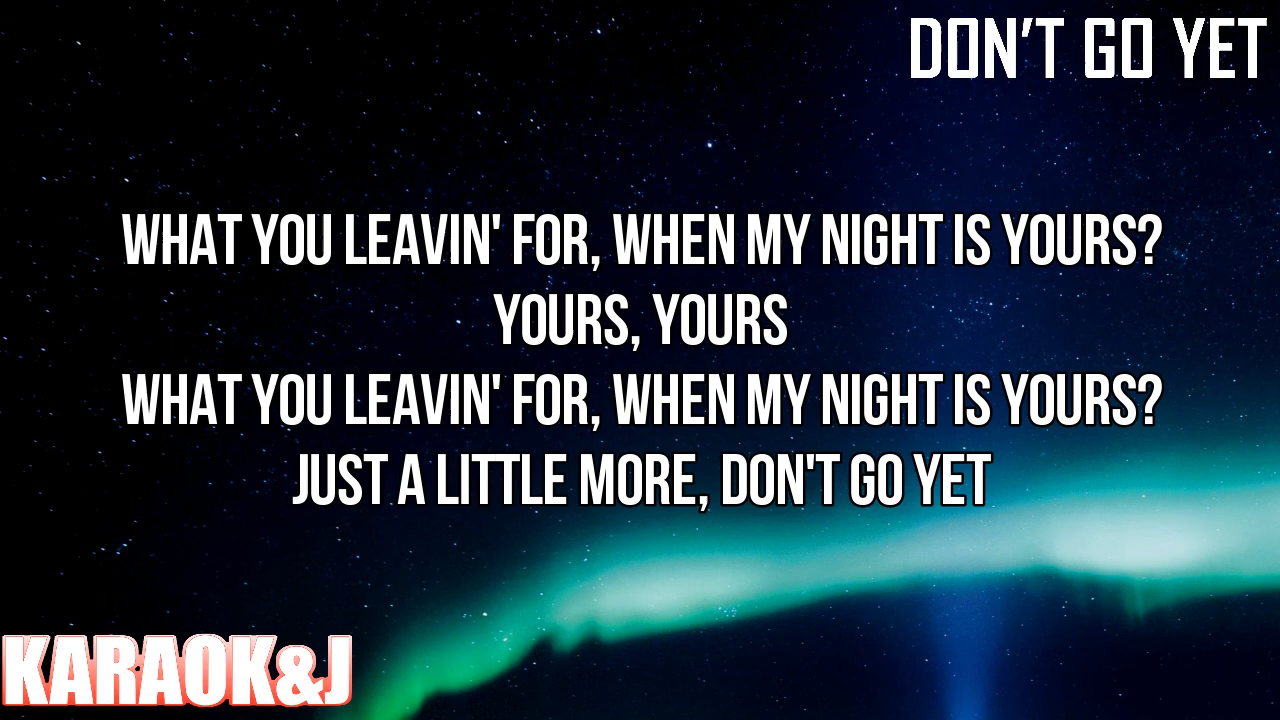 DON'T GO YET
WHAT YOU LEAVIN' FOR, WHEN MY NIGHT IS YOURS?
YOURS, YOURS
WHAT YOU LEAVIN' FOR, WHEN MY NIGHT IS YOURS?
JUST A LITTLE MORE, DON'T GO YET
KARAOK&J